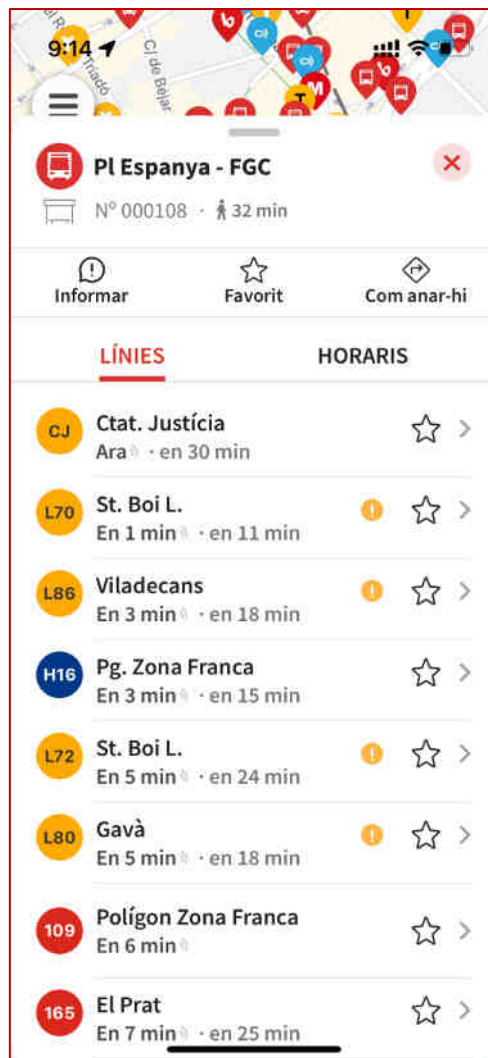 9:14
Triadó
C/ de Béjar
Pl Espanya - FGC
Nº 000108 · 32 min
Informar
Favorit
Com anar-hi
LÍNIES
HORARIS
CJ
Ctat. Justícia
Ara · en 30 min
L70
St. Boi L.
En 1 min · en 11 min
L86
Viladecans
En 3 min · en 18 min
H16
Pg. Zona Franca
En 3 min · en 15 min
L72
St. Boi L.
En 5 min · en 24 min
L80
Gavà
En 5 min · en 18 min
109
Polígon Zona Franca
En 6 min
165
El Prat
En 7 min · en 25 min